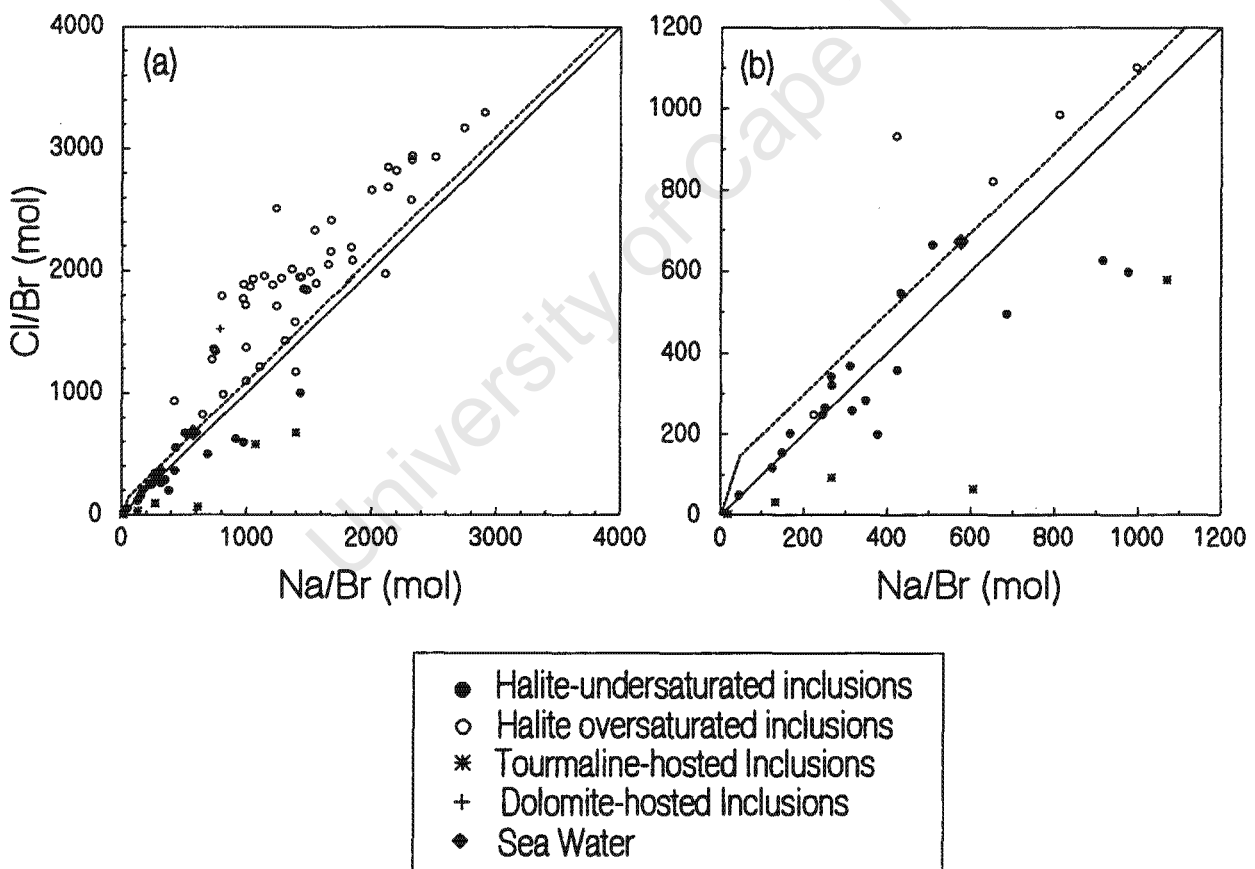 (a)
(b)
4000
3000
2000
1000
0
1200
1000
800
600
400
200
0
Cl/Br (mol)
0 1000 2000 3000 4000
0 200 400 600 800 1000 1200
Na/Br (mol)
Na/Br (mol)
University of Cape
Halite-undersaturated inclusions
Halite oversaturated inclusions
Tourmaline-hosted Inclusions
Dolomite-hosted Inclusions
Sea Water